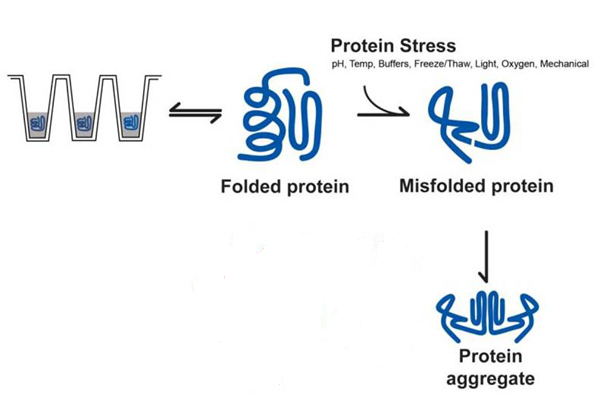 Protein Stress
pH, Temp, Buffers, Freeze/Thaw, Light, Oxygen, Mechanical
Folded protein
Misfolded protein
Protein
aggregate